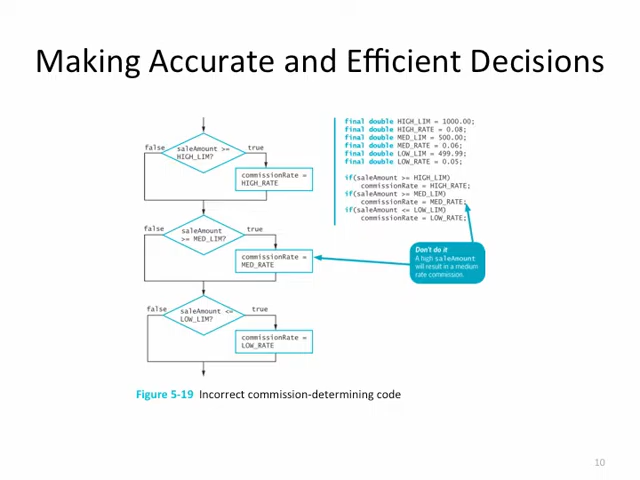 Making Accurate and Efficient Decisions
false
saleAmount >=
HIGH_LIM?
true
commissionRate =
HIGH_RATE
false
saleAmount
>= MED_LIM?
true
commissionRate =
MED_RATE
false
saleAmount <=
LOW_LIM?
true
commissionRate =
LOW_RATE
final double HIGH_LIM = 1000.00;
final double HIGH_RATE = 0.08;
final double MED_LIM = 500.00;
final double MED_RATE = 0.06;
final double LOW_LIM = 499.99;
final double LOW_RATE = 0.05;
if(saleAmount >= HIGH_LIM)
commissionRate = HIGH_RATE;
if(saleAmount >= MED_LIM)
commissionRate = MED_RATE;
if(saleAmount <= LOW_LIM)
commissionRate = LOW_RATE;
Don't do it
A high saleAmount
will result in a medium
rate commission.
Figure 5-19 Incorrect commission-determining code
10